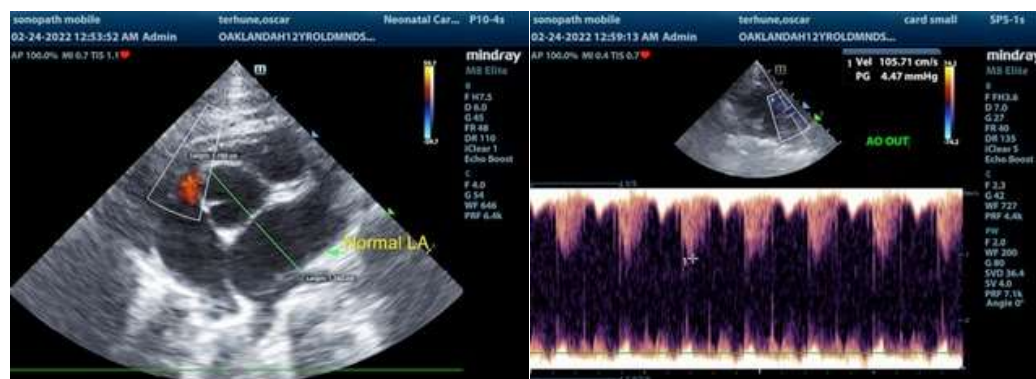 sonopath mobile terhune,oscar Neonatal Car... P10-4s
02-24-2022 12:53:52 AM Admin OAKLANDAH12YROLDMNDS...
AP 100.0% MI 0.7 TIS 1.1
mindray
M8 Elite
B
F H7.5
D 6.0
G 45
FR 48
DR 110
iClear 1
Echo Boost
C
F 4.0
G 54
WF 646
PRF 6.4k
Normal LA
sonopath mobile terhune,oscar card small SP5-1s
02-24-2022 12:59:13 AM Admin OAKLANDAH12YROLDMNDS...
AP 100.0% MI 0.4 TIS 0.7
1 Vel 105.71 cm/s
PG 4.47 mmHg
mindray
M8 Elite
AO OUT
B
F FH3.6
D 7.0
G 27
FR 40
DR 135
iClear 5
Echo Boost
C
F 2.3
G 42
WF 727
PRF 4.4k
PW
F 2.0
WF 200
G 80
SVD 36.4
SV 4.0
PRF 7.1k
Angle 0°